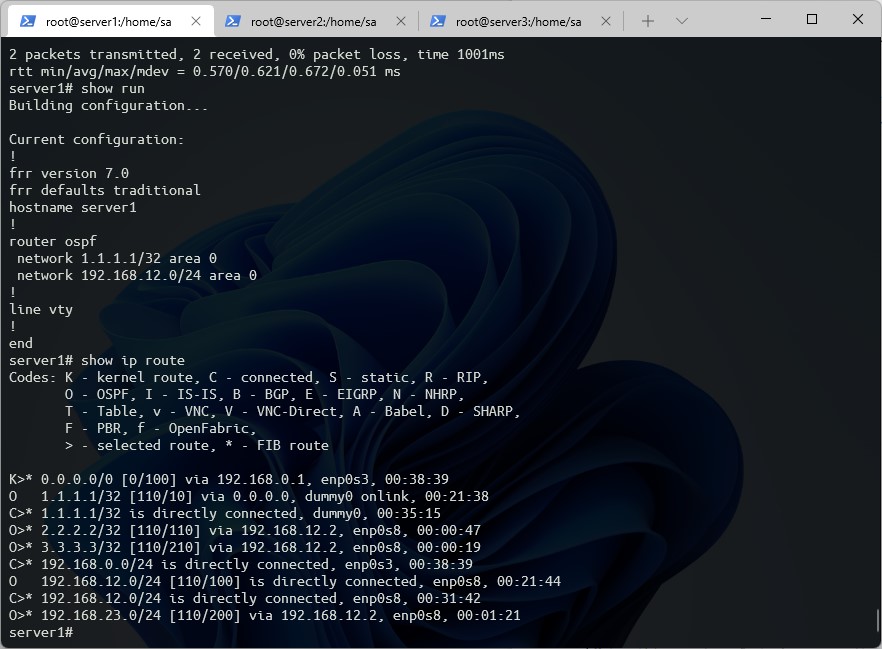 root@server1:/home/sa
root@server2:/home/sa
root@server3:/home/sa
2 packets transmitted, 2 received, 0% packet loss, time 1001ms
rtt min/avg/max/mdev = 0.570/0.621/0.672/0.051 ms
server1# show run
Building configuration...
Current configuration:
!
frr version 7.0
frr defaults traditional
hostname server1
!
router ospf
 network 1.1.1.1/32 area 0
 network 192.168.12.0/24 area 0
!
line vty
!
end
server1# show ip route
Codes: K - kernel route, C - connected, S - static, R - RIP,
       O - OSPF, I - IS-IS, B - BGP, E - EIGRP, N - NHRP,
       T - Table, v - VNC, V - VNC-Direct, A - Babel, D - SHARP,
       F - PBR, f - OpenFabric,
       > - selected route, * - FIB route
K>* 0.0.0.0/0 [0/100] via 192.168.0.1, enp0s3, 00:38:39
O   1.1.1.1/32 [110/10] via 0.0.0.0, dummy0 onlink, 00:21:38
C>* 1.1.1.1/32 is directly connected, dummy0, 00:35:15
O>* 2.2.2.2/32 [110/110] via 192.168.12.2, enp0s8, 00:00:47
O>* 3.3.3.3/32 [110/210] via 192.168.12.2, enp0s8, 00:00:19
C>* 192.168.0.0/24 is directly connected, enp0s3, 00:38:39
O   192.168.12.0/24 [110/100] is directly connected, enp0s8, 00:21:44
C>* 192.168.12.0/24 is directly connected, enp0s8, 00:31:42
O>* 192.168.23.0/24 [110/200] via 192.168.12.2, enp0s8, 00:01:21
server1#